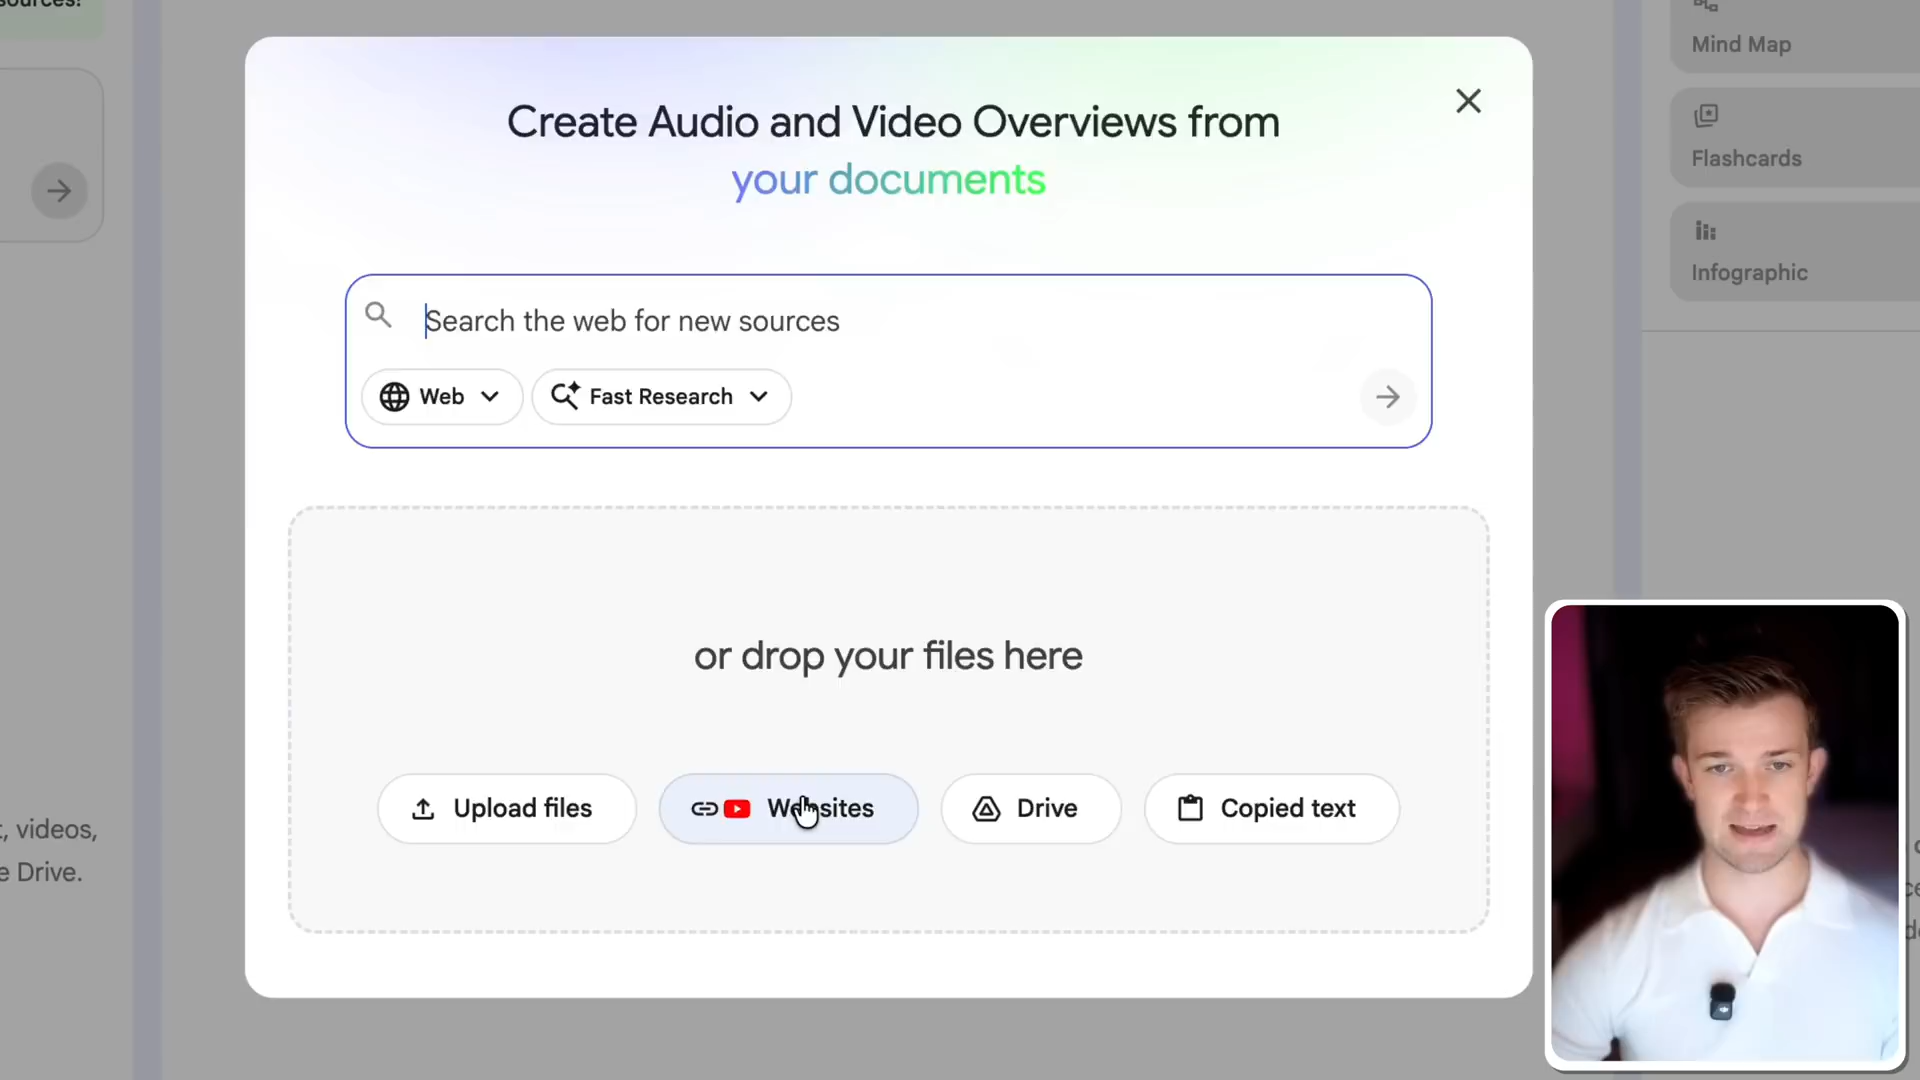 sources!
Mind Map
Create Audio and Video Overviews from
your documents
Flashcards
Infographic
Search the web for new sources
Web
Fast Research
or drop your files here
Upload files
Websites
Drive
Copied text
, videos,
e Drive.